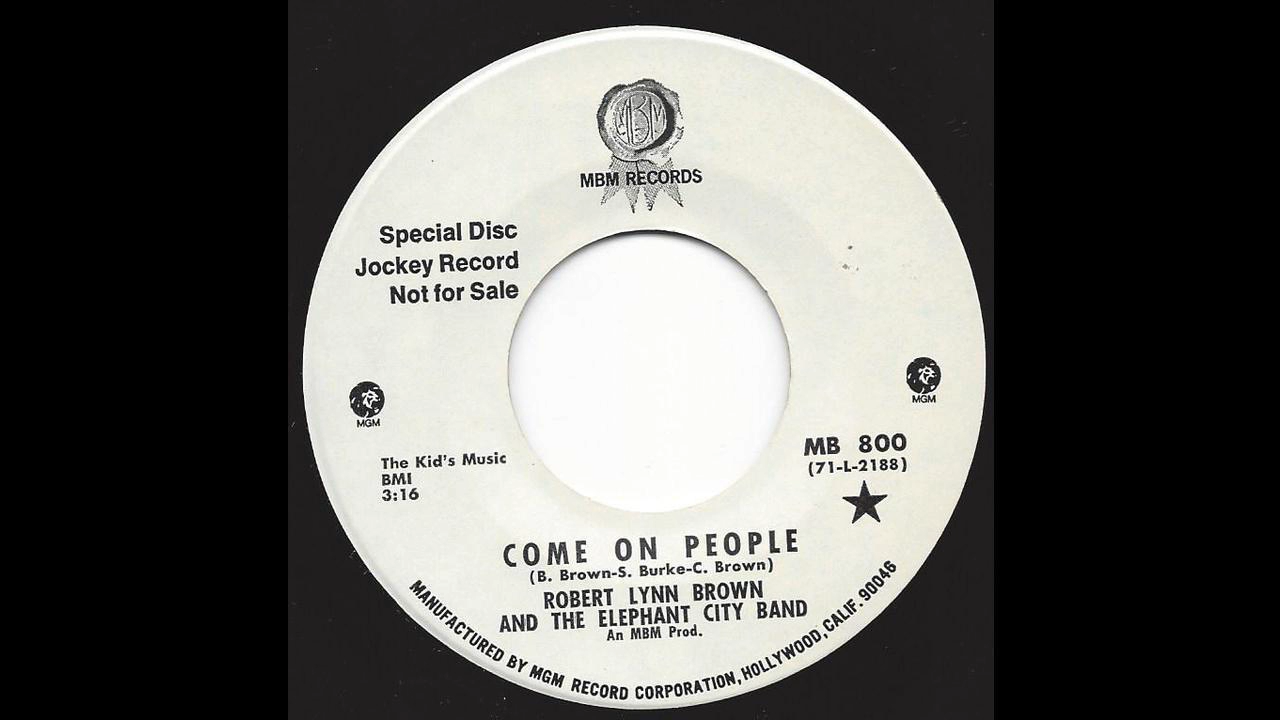 MBM
MBM RECORDS
Special Disc
Jockey Record
Not for Sale
MGM
MGM
The Kid's Music
BMI
3:16
MB 800
(71-L-2188)
COME ON PEOPLE
(B. Brown-S. Burke-C. Brown)
ROBERT LYNN BROWN
AND THE ELEPHANT CITY BAND
An MBM Prod.
MANUFACTURED BY MGM RECORD CORPORATION, HOLLYWOOD, CALIF. 90046